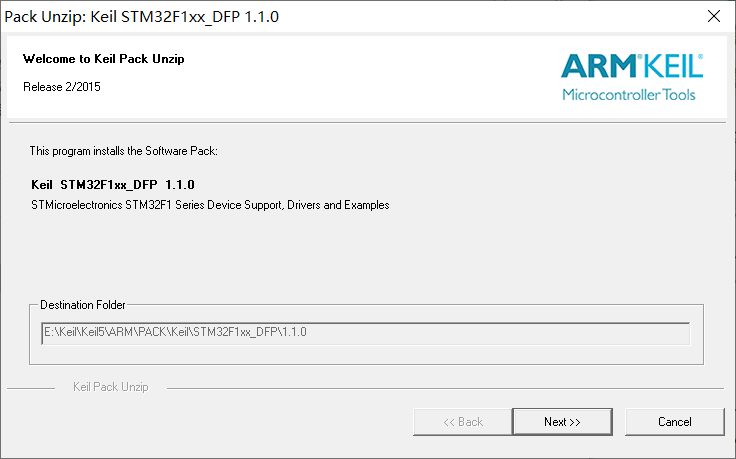 Pack Unzip: Keil STM32F1xx_DFP 1.1.0
Welcome to Keil Pack Unzip
Release 2/2015
ARM®KEIL®
Microcontroller Tools
This program installs the Software Pack:
Keil STM32F1xx_DFP 1.1.0
STMicroelectronics STM32F1 Series Device Support, Drivers and Examples
Destination Folder
E:\Keil\Keil5\ARM\PACK\Keil\STM32F1xx_DFP\1.1.0
Keil Pack Unzip
<< Back Next >> Cancel